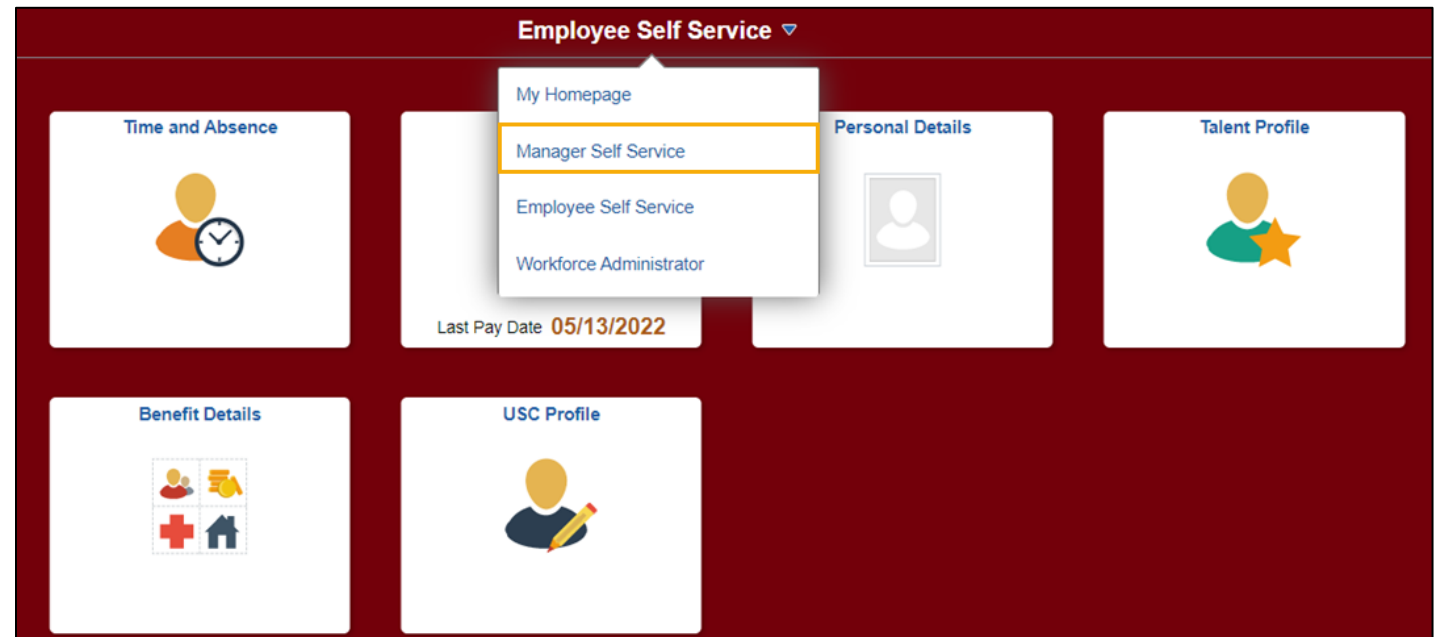 Employee Self Service
My Homepage
Manager Self Service
Employee Self Service
Workforce Administrator
Time and Absence
Last Pay Date 05/13/2022
Personal Details
Talent Profile
Benefit Details
USC Profile